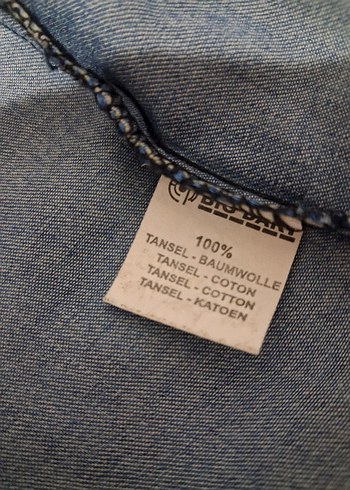 100%
TANSEL - BAUMWOLLE
TANSEL - COTON
TANSEL - COTTON
TANSEL - KATOEN